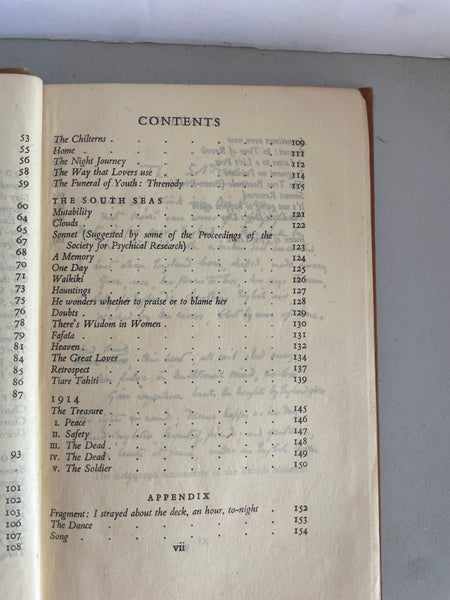 53
55
56
58
59
60
64
65
67
68
70
71
73
75
76
78
79
81
84
85
86
87
93
101
102
103
107
108
CONTENTS
The Chilterns 109
Home 111
The Night Journey 112
The Way that Lovers use 114
The Funeral of Youth: Threnody 115
THE SOUTH SEAS
Mutability 121
Clouds 122
Sonnet (Suggested by some of the Proceedings of the
Society for Psychical Research) 123
A Memory 124
One Day 125
Waikiki 126
Hauntings 127
He wonders whether to praise or to blame her 128
Doubts 129
There's Wisdom in Women 130
Fafaïa 131
Heaven 132
The Great Lover 134
Retrospect 137
Tiare Tahiti 139
1914
The Treasure 145
I. Peace 146
II. Safety 147
III. The Dead 148
IV. The Dead 149
V. The Soldier 150
APPENDIX
Fragment: I strayed about the deck, an hour, to-night 152
The Dance 153
Song 154
vii